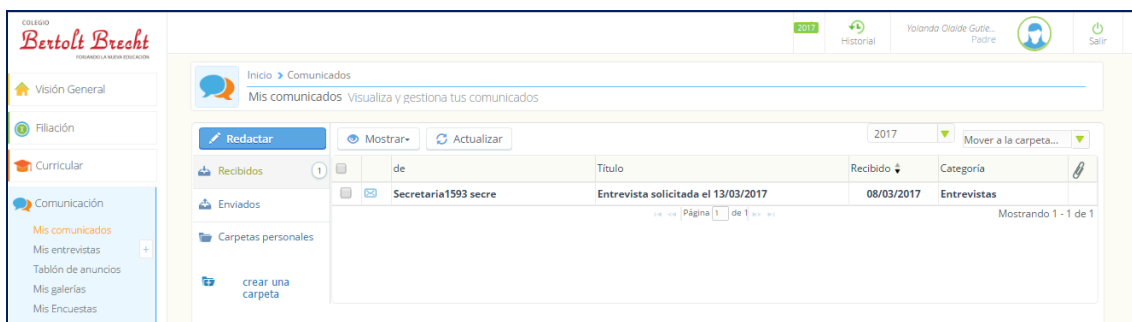 COLEGIO
Bertolt Brecht
FORJANDO LA NUEVA EDUCACIÓN
2017
Historial
Yolanda Olaide Gutie...
Padre
Salir
Visión General
Filiación
Curricular
Comunicación
Mis comunicados
Mis entrevistas +
Tablón de anuncios
Mis galerías
Mis Encuestas
Inicio > Comunicados
Mis comunicados Visualiza y gestiona tus comunicados
Redactar
Mostrar
Actualizar
2017
Mover a la carpeta...
Recibidos 1
Enviados
Carpetas personales
crear una
carpeta
de Título Recibido Categoría
Secretaria1593 secre Entrevista solicitada el 13/03/2017 08/03/2017 Entrevistas
Página 1 de 1
Mostrando 1 - 1 de 1